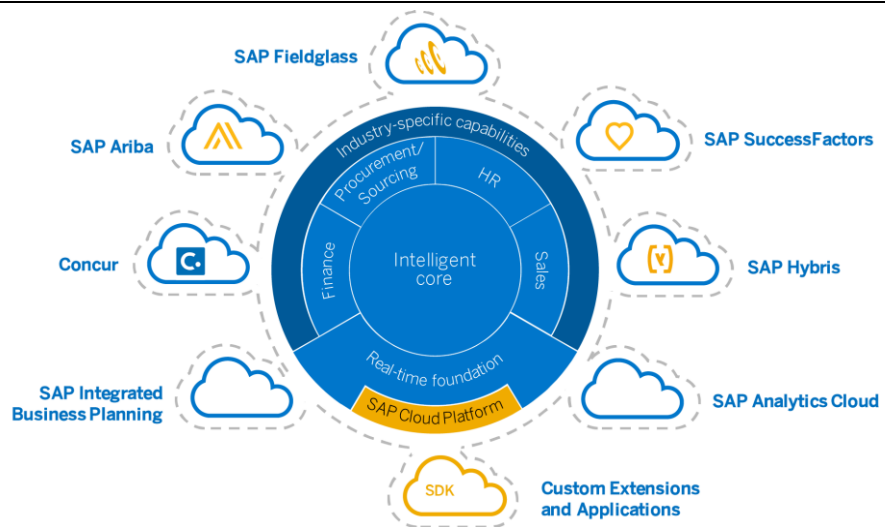 SAP Fieldglass
SAP Ariba
SAP SuccessFactors
Industry-specific capabilities
Procurement/
Sourcing
HR
Concur
C.
Finance
Intelligent
core
Sales
SAP Hybris
Real-time foundation
SAP Integrated
Business Planning
SAP Analytics Cloud
SAP Cloud Platform
SDK
Custom Extensions
and Applications